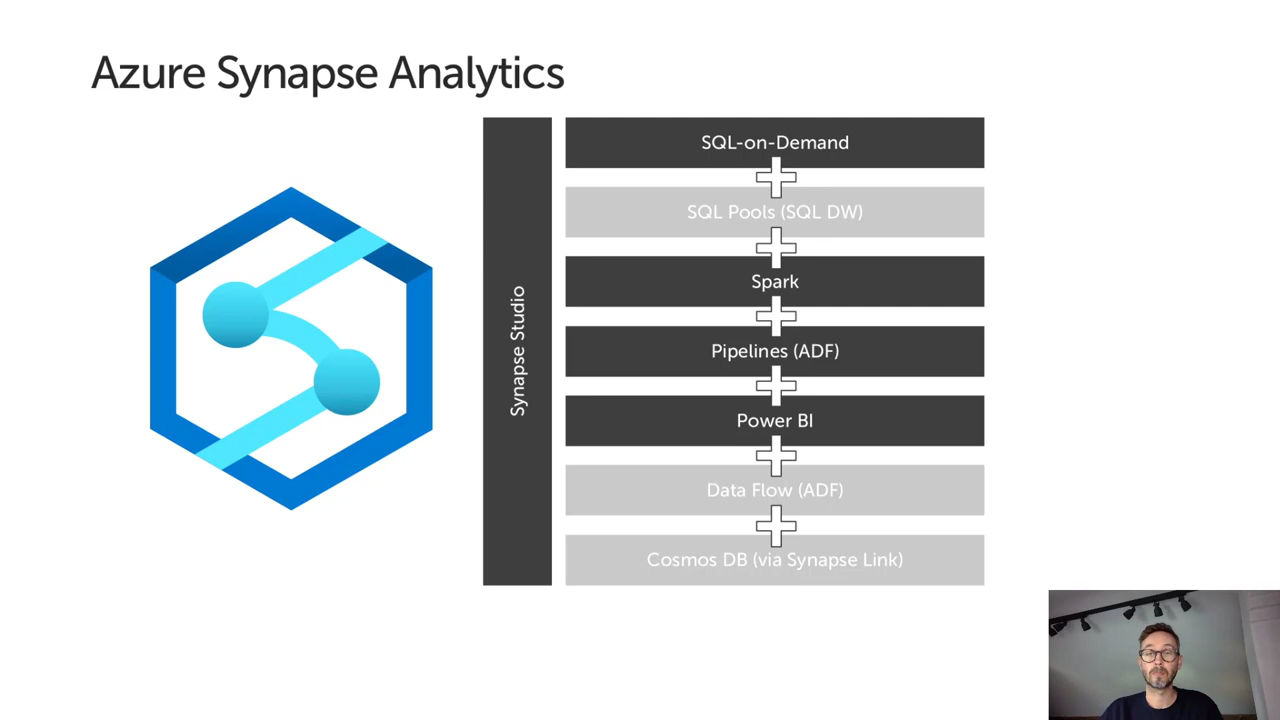 Azure Synapse Analytics
Synapse Studio
SQL-on-Demand
SQL Pools (SQL DW)
Spark
Pipelines (ADF)
Power BI
Data Flow (ADF)
Cosmos DB (via Synapse Link)